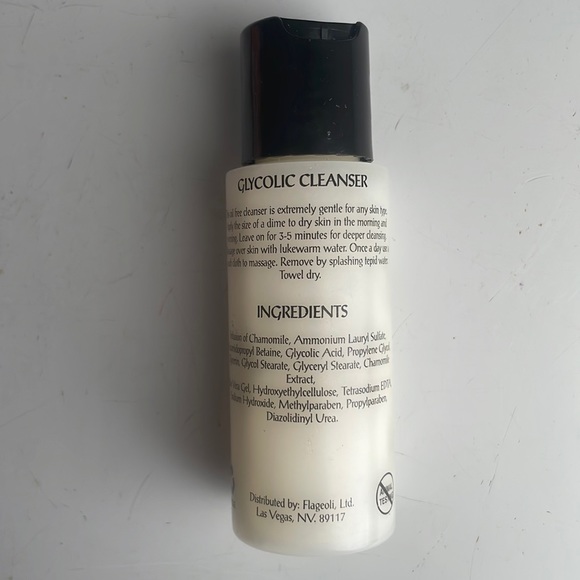 GLYCOLIC CLEANSER
free cleanser is extremely gentle for any skin type.
the size of a dime to dry skin in the morning and
Leave on for 3-5 minutes for deeper cleansing.
over skin with lukewarm water. Once a day use
cloth to massage. Remove by splashing tepid water.
Towel dry.
INGREDIENTS
of Chamomile, Ammonium Lauryl Sulfate,
Betaine, Glycolic Acid, Propylene Glycol,
Glycol Stearate, Glyceryl Stearate, Chamomile
Extract,
Gel, Hydroxyethylcellulose, Tetrasodium EDTA,
Hydroxide, Methylparaben, Propylparaben,
Diazolidinyl Urea.
Distributed by: Flageoli, Ltd.
Las Vegas, NV. 89117